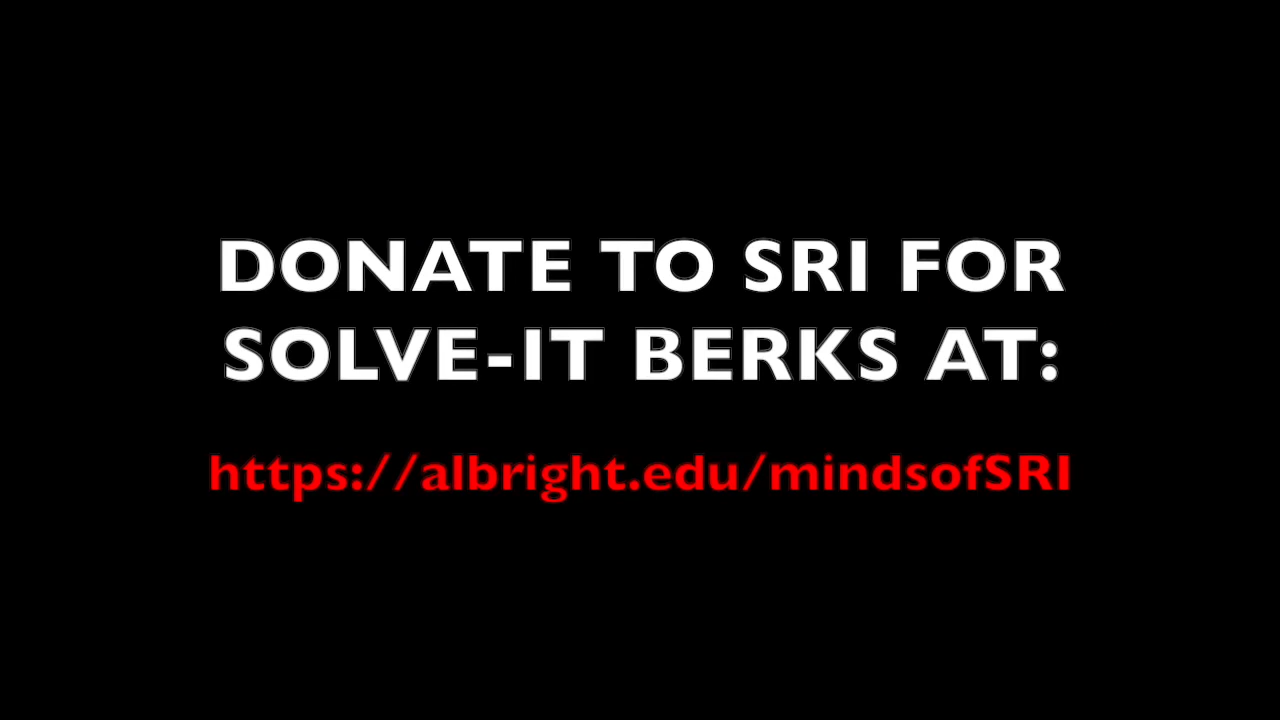 DONATE TO SRI FOR
SOLVE-IT BERKS AT:
https://albright.edu/mindsofSRI